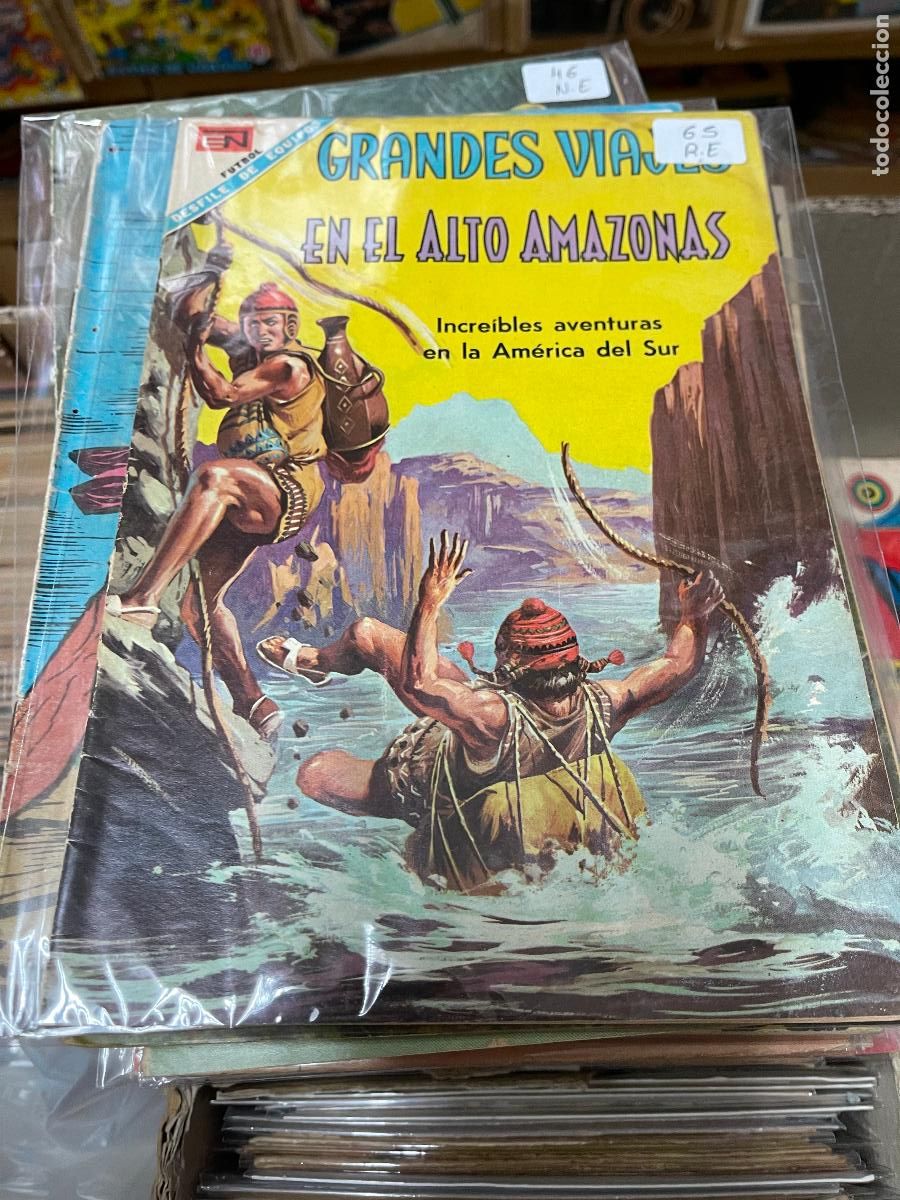 46
N.E
EN
FUTBOL
DESFILE DE EQUIPOS
65
R.E
GRANDES VIAJES
EN EL ALTO AMAZONAS
Increíbles aventuras
en la América del Sur
todocoleccion